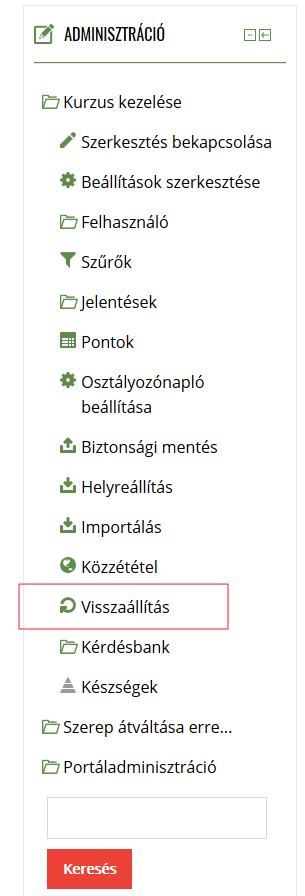 ADMINISZTRÁCIÓ
Kurzus kezelése
Szerkesztés bekapcsolása
Beállítások szerkesztése
Felhasználó
Szűrők
Jelentések
Pontok
Osztályozónapló
beállítása
Biztonsági mentés
Helyreállítás
Importálás
Közzététel
Visszaállítás
Kérdésbank
Készségek
Szerep átváltása erre...
Portáladminisztráció
Keresés